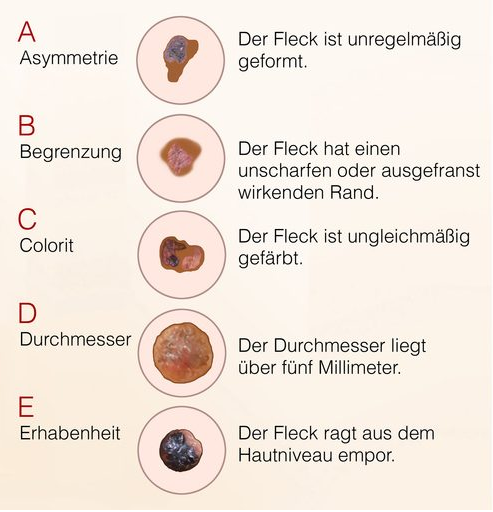 A
Asymmetrie
Der Fleck ist unregelmäßig
geformt.
B
Begrenzung
Der Fleck hat einen
unscharfen oder ausgefranst
wirkenden Rand.
C
Colorit
Der Fleck ist ungleichmäßig
gefärbt.
D
Durchmesser
Der Durchmesser liegt
über fünf Millimeter.
E
Erhabenheit
Der Fleck ragt aus dem
Hautniveau empor.